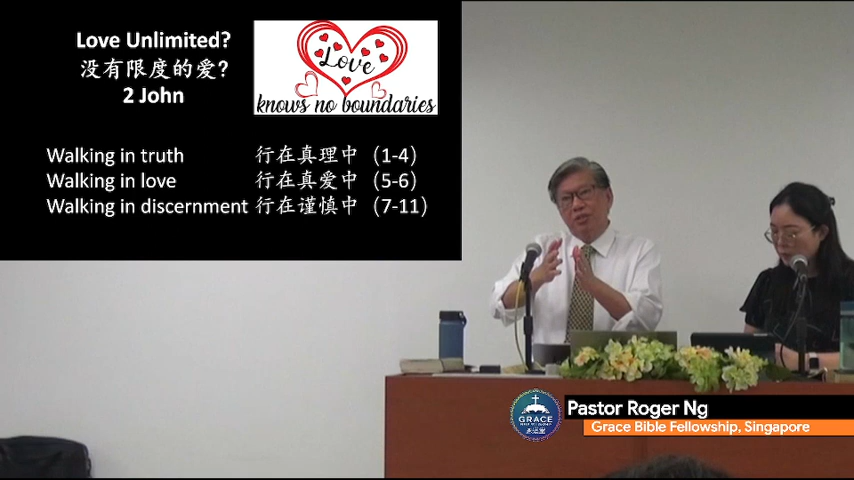 Love Unlimited?
没有限度的爱?
2 John
Love
knows no boundaries
Walking in truth 行在真理中 (1-4)
Walking in love 行在真爱中 (5-6)
Walking in discernment 行在谨慎中 (7-11)
GRACE
Pastor Roger Ng
Grace Bible Fellowship, Singapore